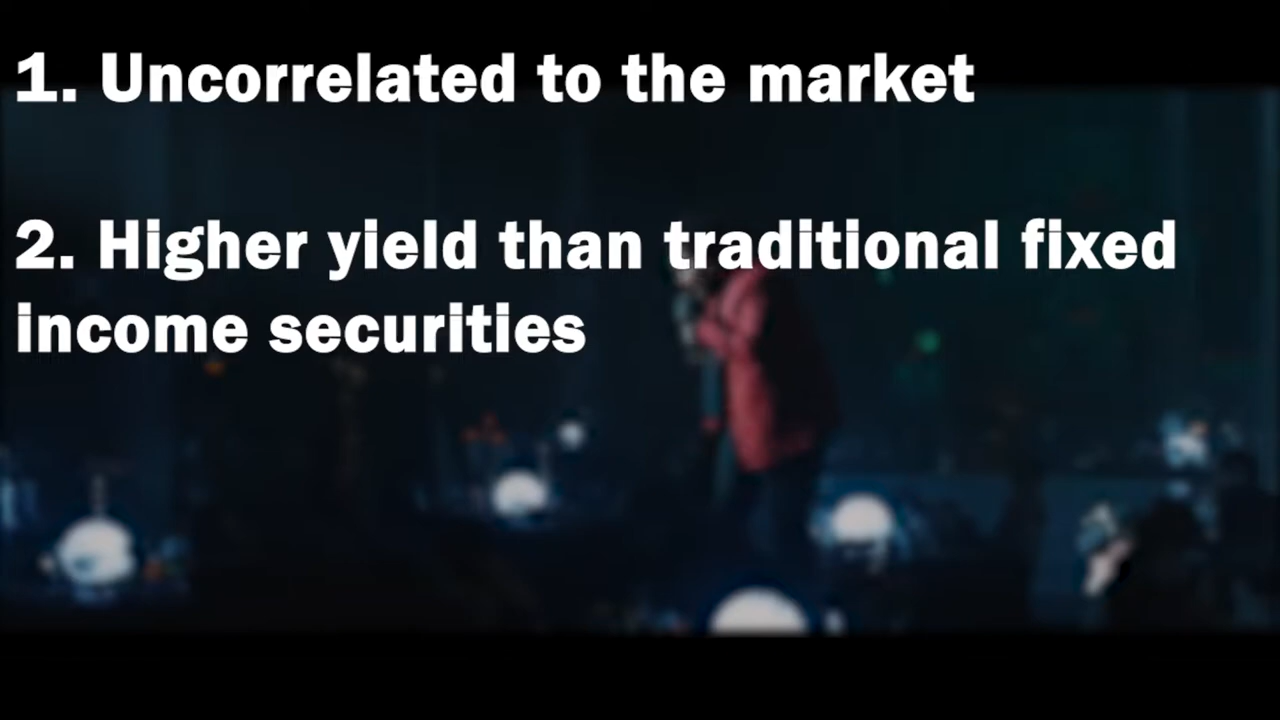 1. Uncorrelated to the market
2. Higher yield than traditional fixed
income securities